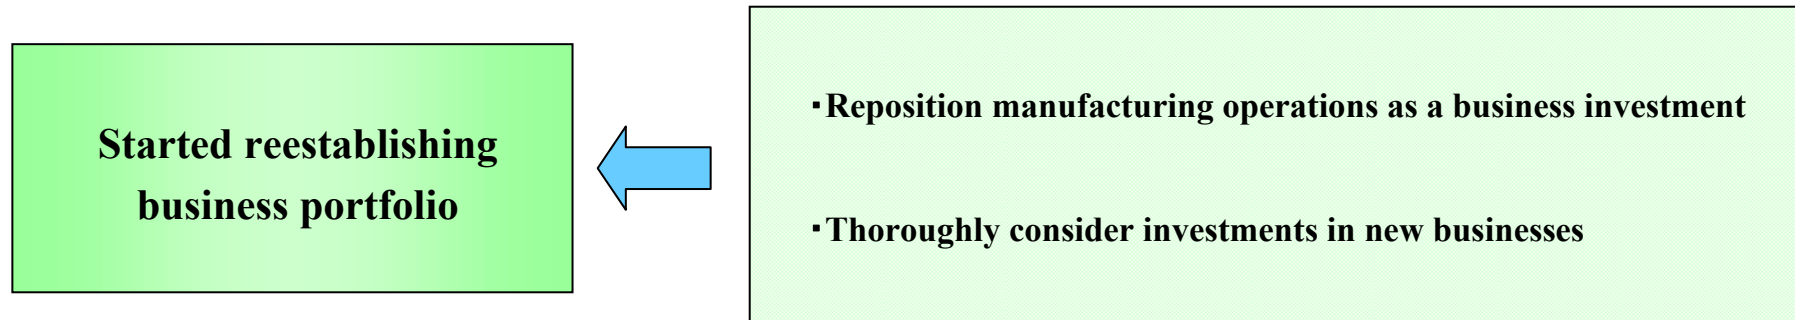 Started reestablishing
business portfolio
・Reposition manufacturing operations as a business investment
・Thoroughly consider investments in new businesses